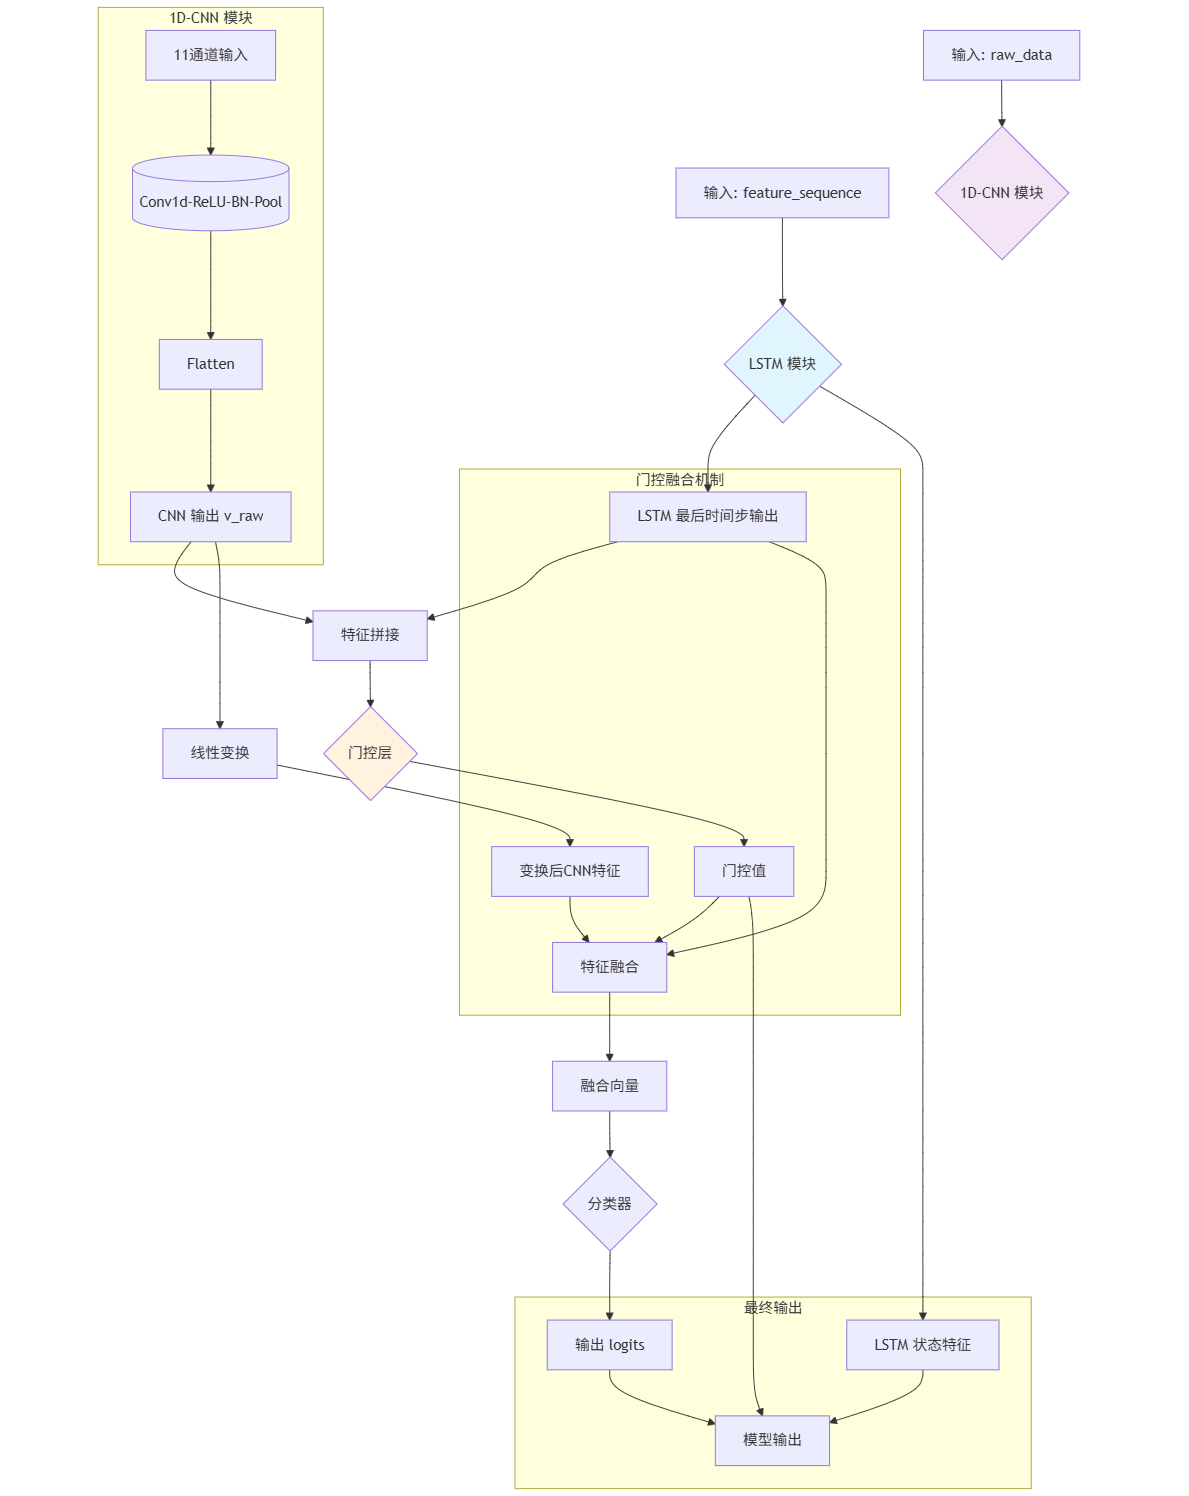 1D-CNN 模块
11通道输入
输入: raw_data
Conv1d-ReLU-BN-Pool
输入: feature_sequence
1D-CNN 模块
Flatten
LSTM 模块
门控融合机制
CNN 输出 v_raw
LSTM 最后时间步输出
特征拼接
线性变换
门控层
变换后CNN特征
门控值
特征融合
融合向量
分类器
最终输出
输出 logits
LSTM 状态特征
模型输出